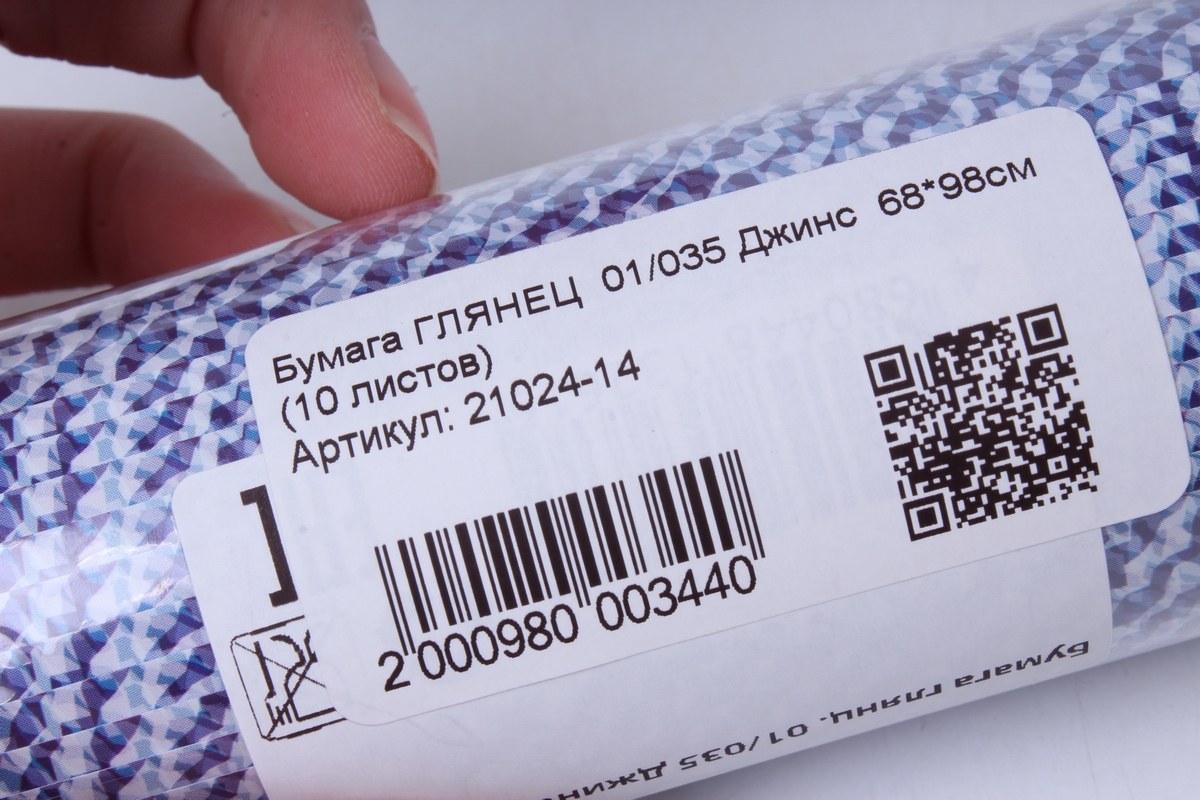 Бумага ГЛЯНЕЦ 01/035 Джинс 68*98см
(10 листов)
Артикул: 21024-14
2 000980 003440
Бумага глянц. 01/035 Джинс